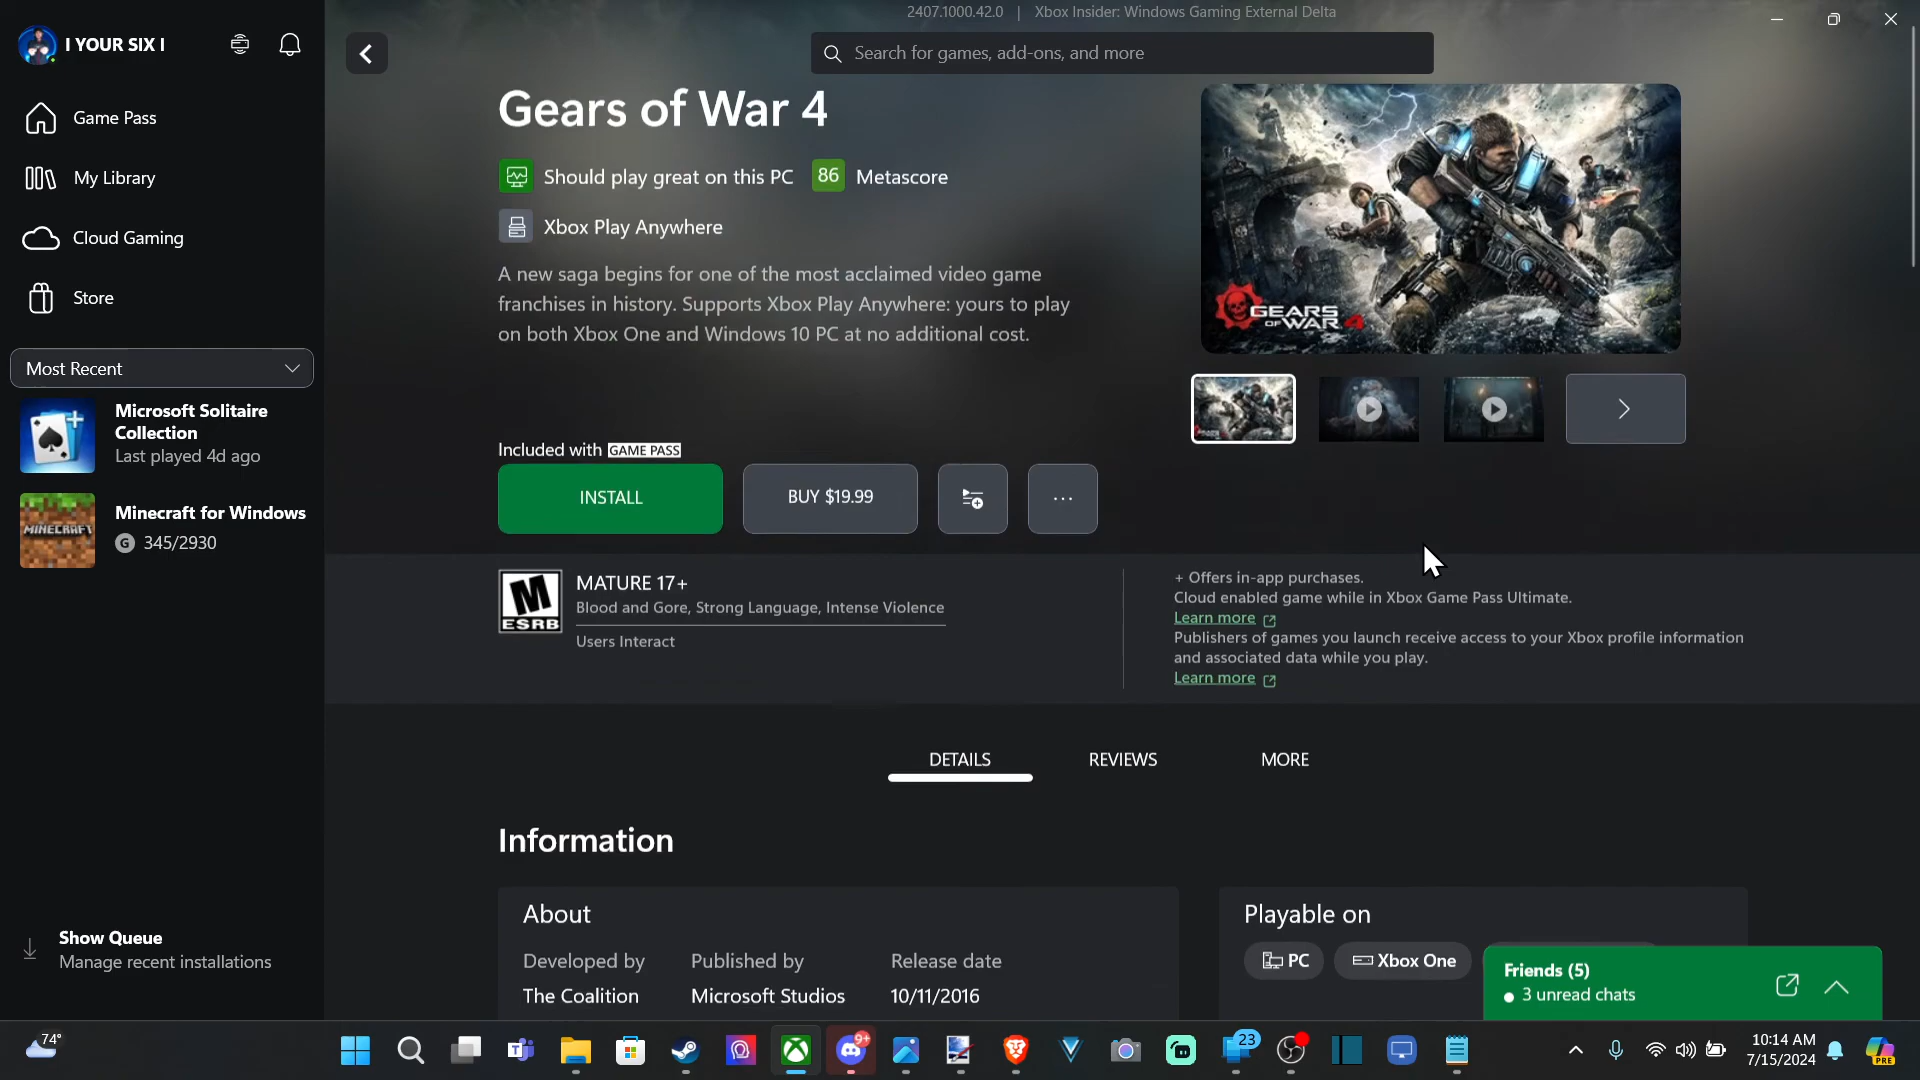 2407.1000.42.0 | Xbox Insider: Windows Gaming External Delta
I YOUR SIX I
Search for games, add-ons, and more
Game Pass
My Library
Cloud Gaming
Store
Most Recent
Microsoft Solitaire
Collection
Last played 4d ago
MINECRAFT
Minecraft for Windows
G 345/2930
Show Queue
Manage recent installations
Gears of War 4
Should play great on this PC 86 Metascore
Xbox Play Anywhere
A new saga begins for one of the most acclaimed video game
franchises in history. Supports Xbox Play Anywhere: yours to play
on both Xbox One and Windows 10 PC at no additional cost.
GEARS
OF WAR 4
Included with GAME PASS
INSTALL
BUY $19.99
M
ESRB
MATURE 17+
Blood and Gore, Strong Language, Intense Violence
Users Interact
+ Offers in-app purchases.
Cloud enabled game while in Xbox Game Pass Ultimate.
Learn more
Publishers of games you launch receive access to your Xbox profile information
and associated data while you play.
Learn more
DETAILS
REVIEWS
MORE
Information
About
Developed by
The Coalition
Published by
Microsoft Studios
Release date
10/11/2016
Playable on
PC
Xbox One
Friends (5)
3 unread chats
74°
9+
23
10:14 AM
7/15/2024
PRE